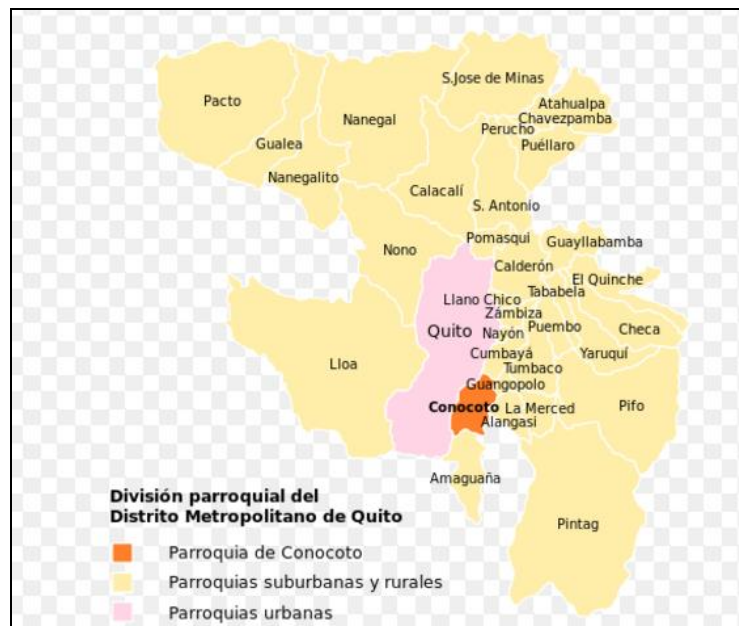 S.Jose de Minas
Pacto
Atahualpa
Nanegal
Chavezpamba
Perucho
Gualea
Puéllaro
Nanegalito
Calacalí
S. Antonio
Pomasqui
Guayllabamba
Nono
Calderón
El Quinche
Tababela
Llano Chico
Zámbiza
Quito
Nayón
Puembo
Checa
Cumbayá
Yaruquí
Lloa
Tumbaco
Guangopolo
Conocoto
La Merced
Pifo
Alangasi
Amaguaña
Pintag
División parroquial del
Distrito Metropolitano de Quito
Parroquia de Conocoto
Parroquias suburbanas y rurales
Parroquias urbanas